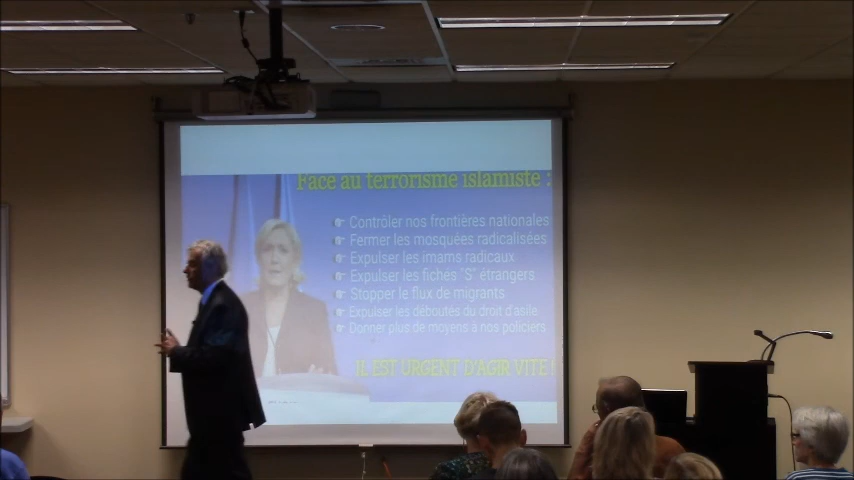 Face au terrorisme islamiste :
Contrôler nos frontières nationales
Fermer les mosquées radicalisées
Expulser les imams radicaux
Expulser les fichés "S" étrangers
Stopper le flux de migrants
Expulser les déboutés du droit d'asile
Donner plus de moyens à nos policiers
IL EST URGENT D'AGIR VITE !